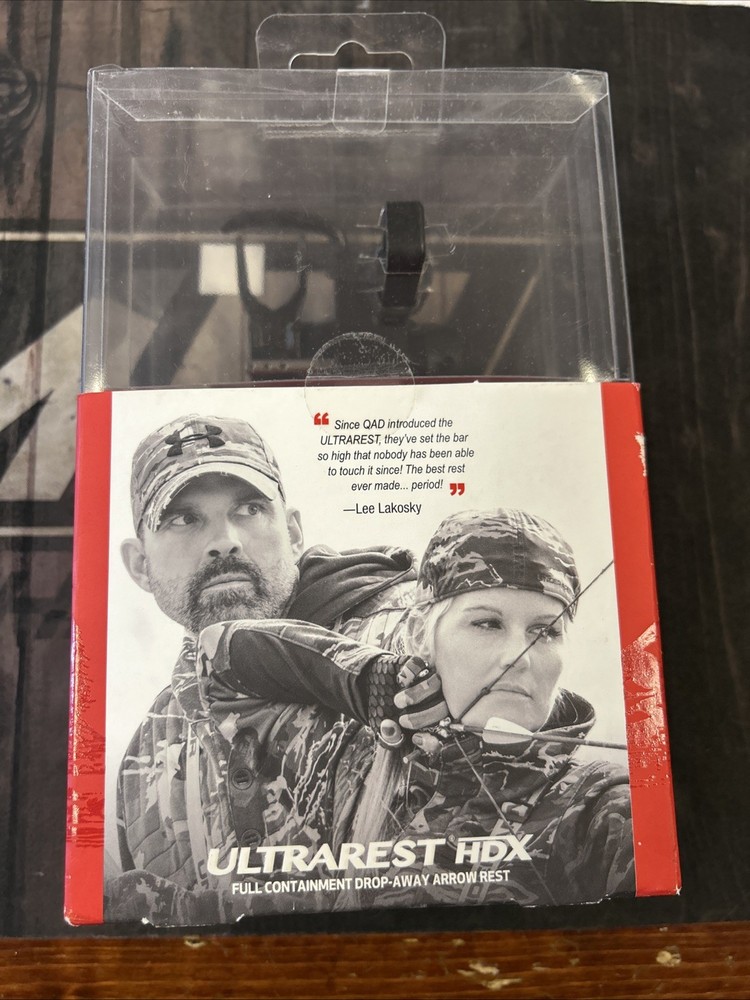 “ Since QAD introduced the
ULTRAREST, they've set the bar
so high that nobody has been able
to touch it since! The best rest
ever made... period! ”
—Lee Lakosky
ULTRAREST HDX
FULL CONTAINMENT DROP-AWAY ARROW REST